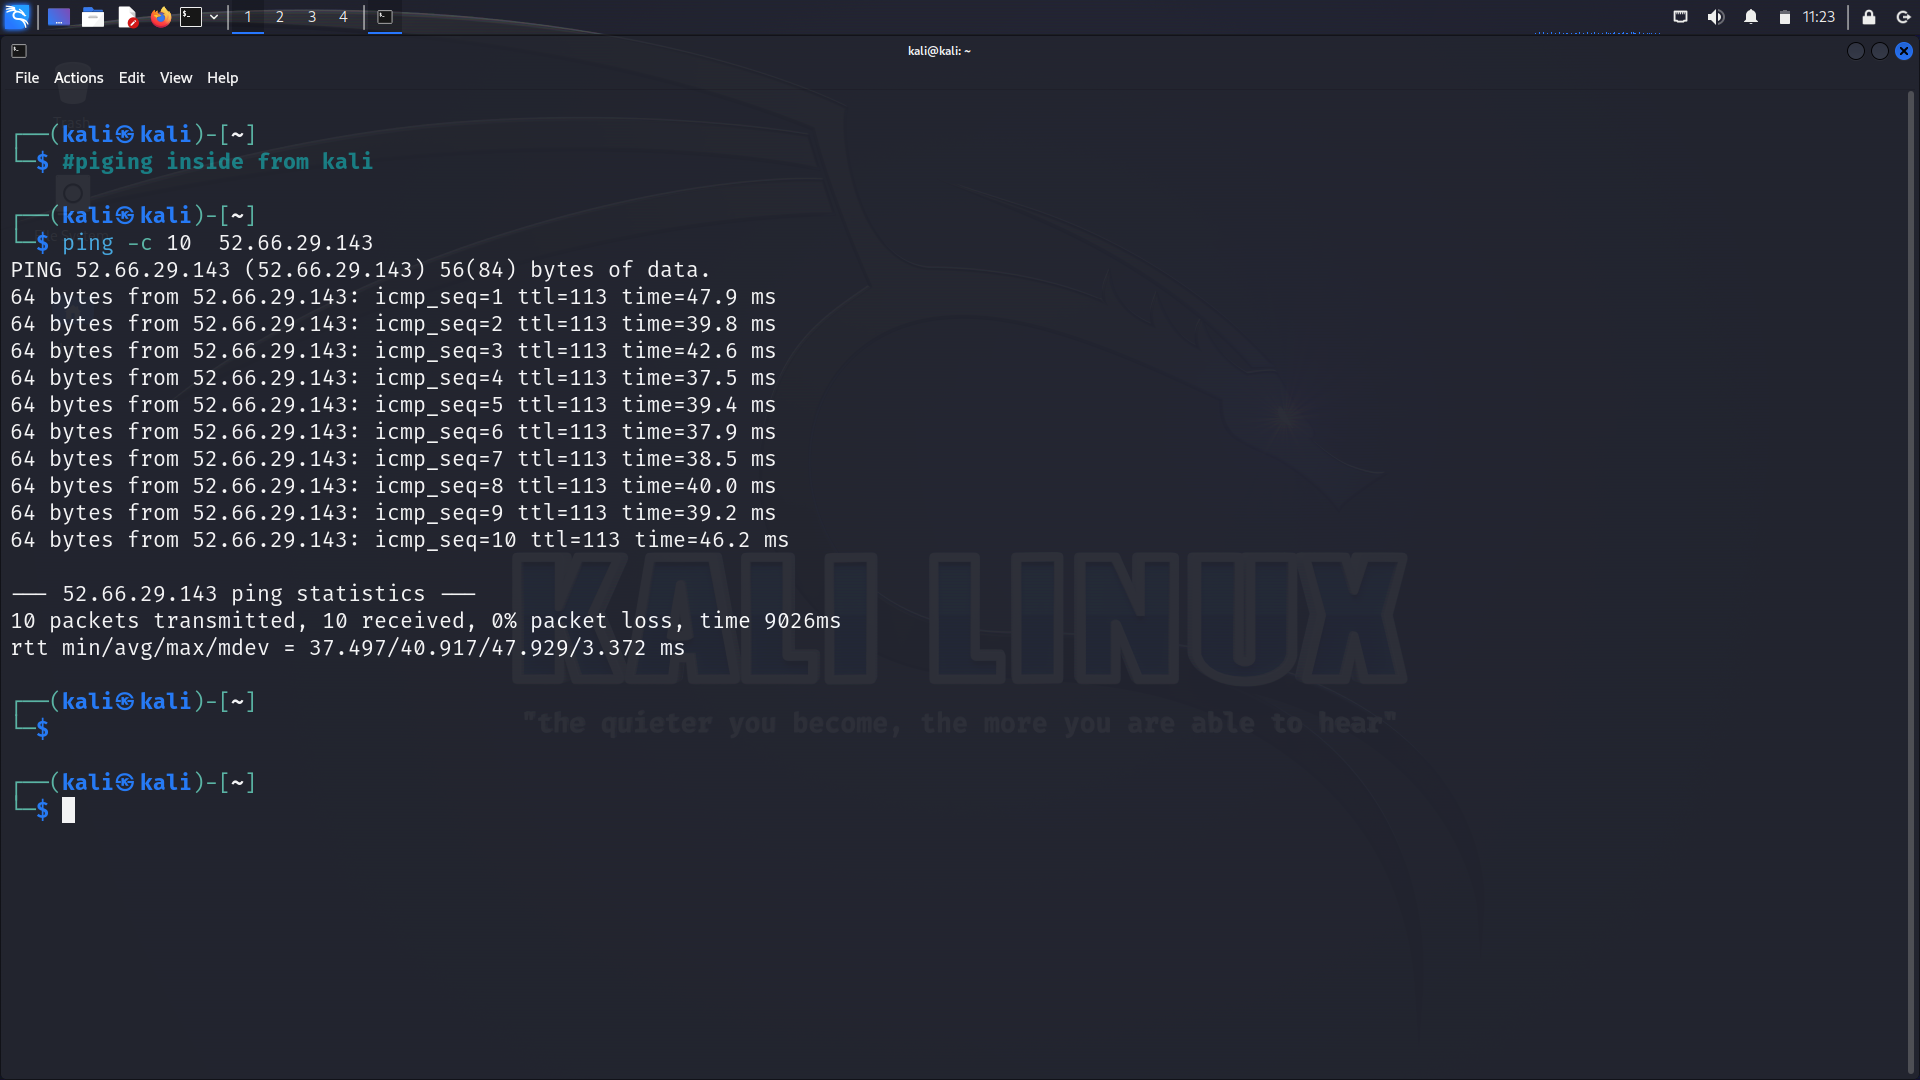 1 2 3 4 11:23
kali@kali: ~
File Actions Edit View Help
Trash
┌──(kali㉿kali)-[~]
└─$ #piging inside from kali
┌──(kali㉿kali)-[~]
└─$ ping -c 10  52.66.29.143
PING 52.66.29.143 (52.66.29.143) 56(84) bytes of data.
64 bytes from 52.66.29.143: icmp_seq=1 ttl=113 time=47.9 ms
64 bytes from 52.66.29.143: icmp_seq=2 ttl=113 time=39.8 ms
64 bytes from 52.66.29.143: icmp_seq=3 ttl=113 time=42.6 ms
64 bytes from 52.66.29.143: icmp_seq=4 ttl=113 time=37.5 ms
64 bytes from 52.66.29.143: icmp_seq=5 ttl=113 time=39.4 ms
64 bytes from 52.66.29.143: icmp_seq=6 ttl=113 time=37.9 ms
64 bytes from 52.66.29.143: icmp_seq=7 ttl=113 time=38.5 ms
64 bytes from 52.66.29.143: icmp_seq=8 ttl=113 time=40.0 ms
64 bytes from 52.66.29.143: icmp_seq=9 ttl=113 time=39.2 ms
64 bytes from 52.66.29.143: icmp_seq=10 ttl=113 time=46.2 ms
--- 52.66.29.143 ping statistics ---
10 packets transmitted, 10 received, 0% packet loss, time 9026ms
rtt min/avg/max/mdev = 37.497/40.917/47.929/3.372 ms
KALI LINUX
┌──(kali㉿kali)-[~]
└─$
"the quieter you become, the more you are able to hear"
┌──(kali㉿kali)-[~]
└─$